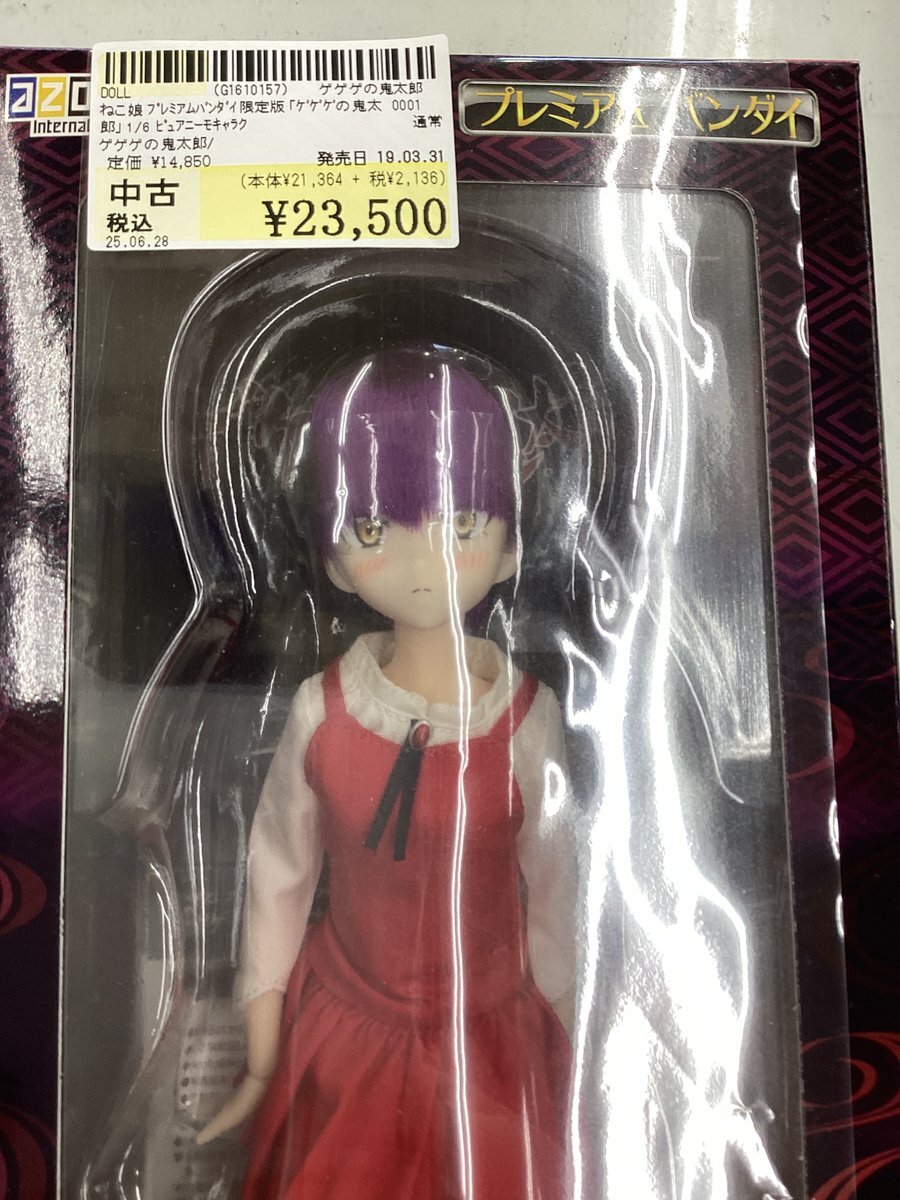 DOLL (G1610157) ゲゲゲの鬼太郎
ねこ娘 プレミアムバンダイ限定版 「ゲゲゲの鬼太 0001
郎」 1/6 ピュアニーモキャラク 通常
ゲゲゲの鬼太郎/
定価 ¥14,850 発売日 19.03.31
中古 (本体¥21,364 + 税¥2,136)
税込 ¥23,500
25.06.28
azo
Internat
プレミアム バンダイ